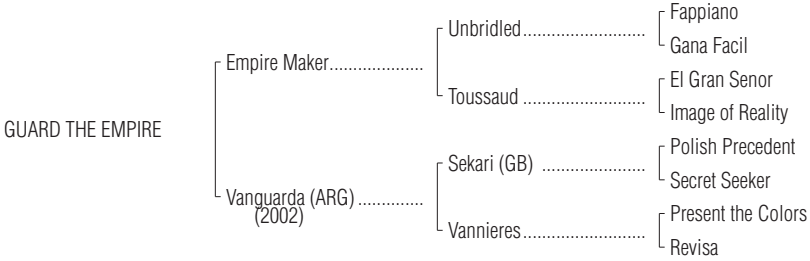 Fappiano
Unbridled..............................
Gana Facil
Empire Maker....................
El Gran Senor
Toussaud ..............................
Image of Reality
GUARD THE EMPIRE
Polish Precedent
Sekari (GB) .........................
Secret Seeker
Vanguarda (ARG) ..............
(2002)
Present the Colors
Vannieres..............................
Revisa